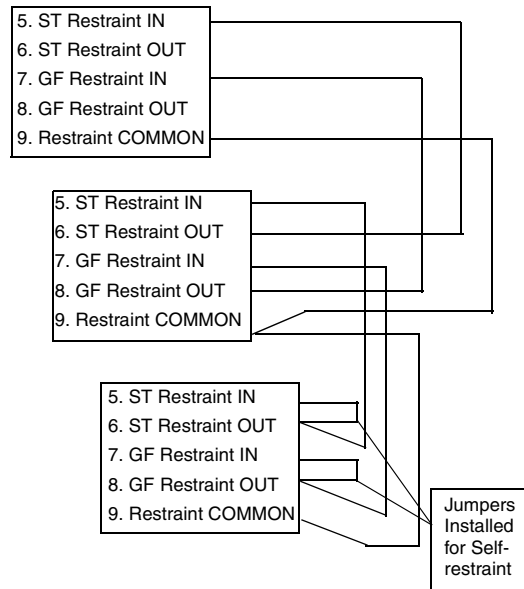 5. ST Restraint IN
6. ST Restraint OUT
7. GF Restraint IN
8. GF Restraint OUT
9. Restraint COMMON
5. ST Restraint IN
6. ST Restraint OUT
7. GF Restraint IN
8. GF Restraint OUT
9. Restraint COMMON
5. ST Restraint IN
6. ST Restraint OUT
7. GF Restraint IN
8. GF Restraint OUT
9. Restraint COMMON
Jumpers
Installed
for Self-
restraint